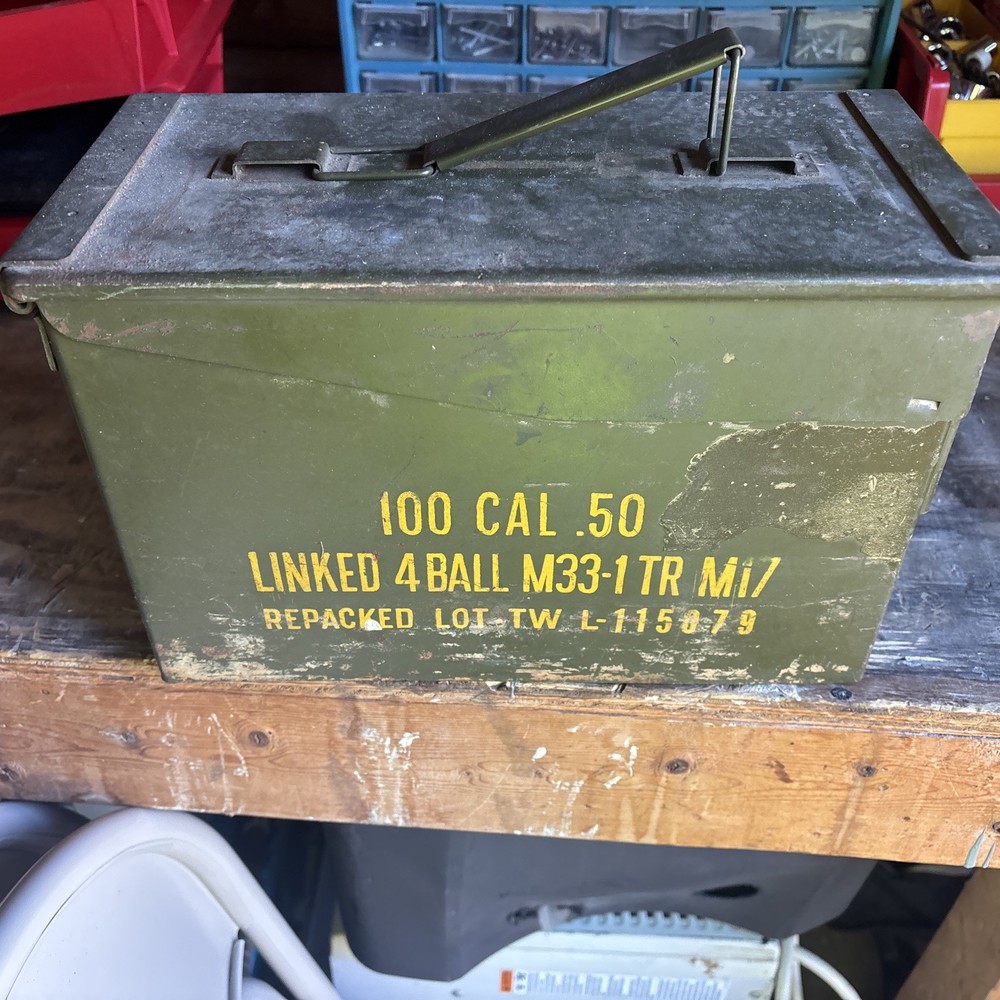 100 CAL .50
LINKED 4 BALL M33-1 TR M17
REPACKED LOT TW L-115079